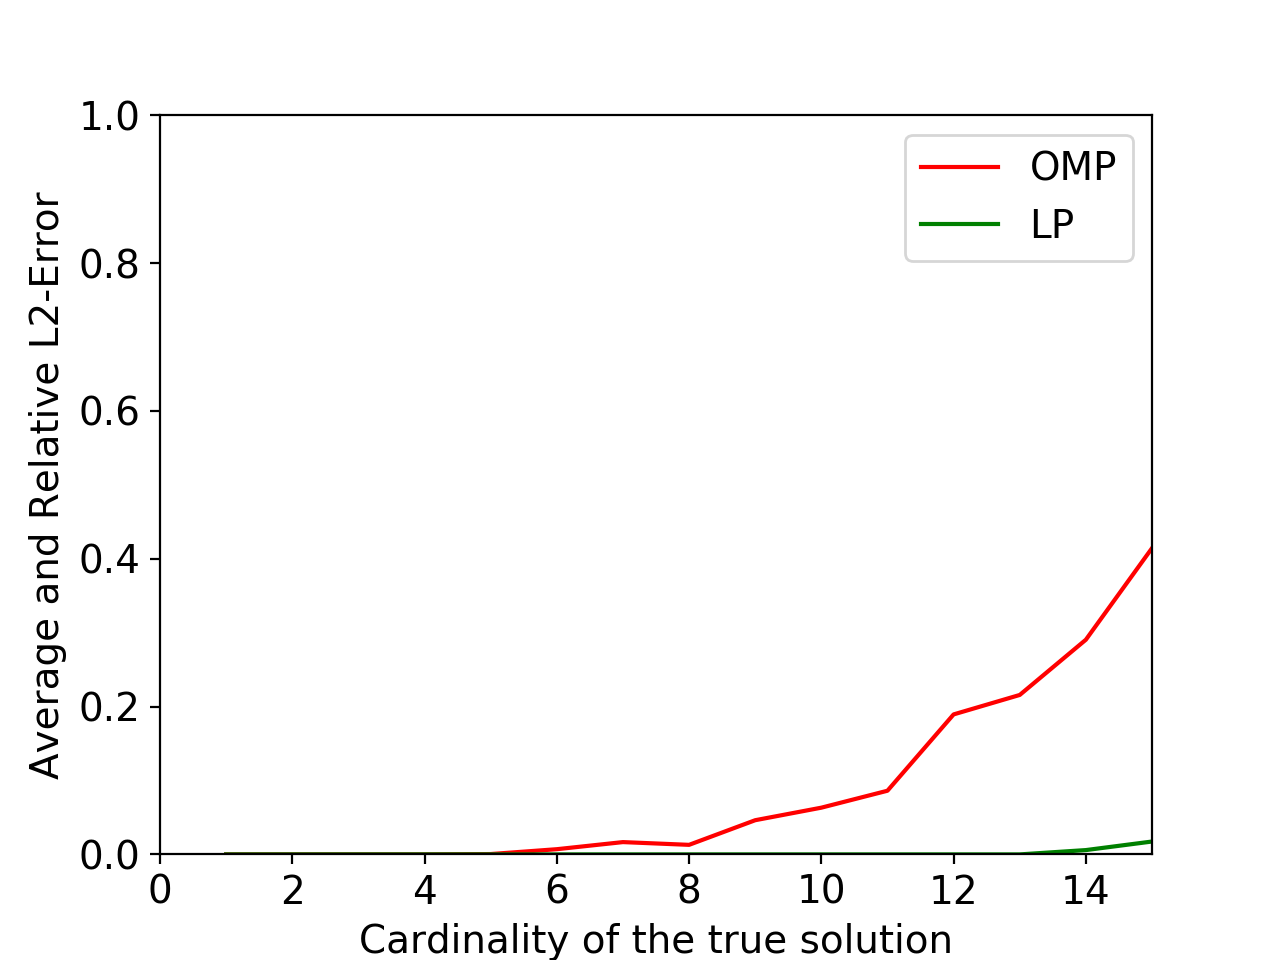 1.0
0.8
0.6
0.4
0.2
0.0
Average and Relative L2-Error
OMP
LP
0 2 4 6 8 10 12 14
Cardinality of the true solution